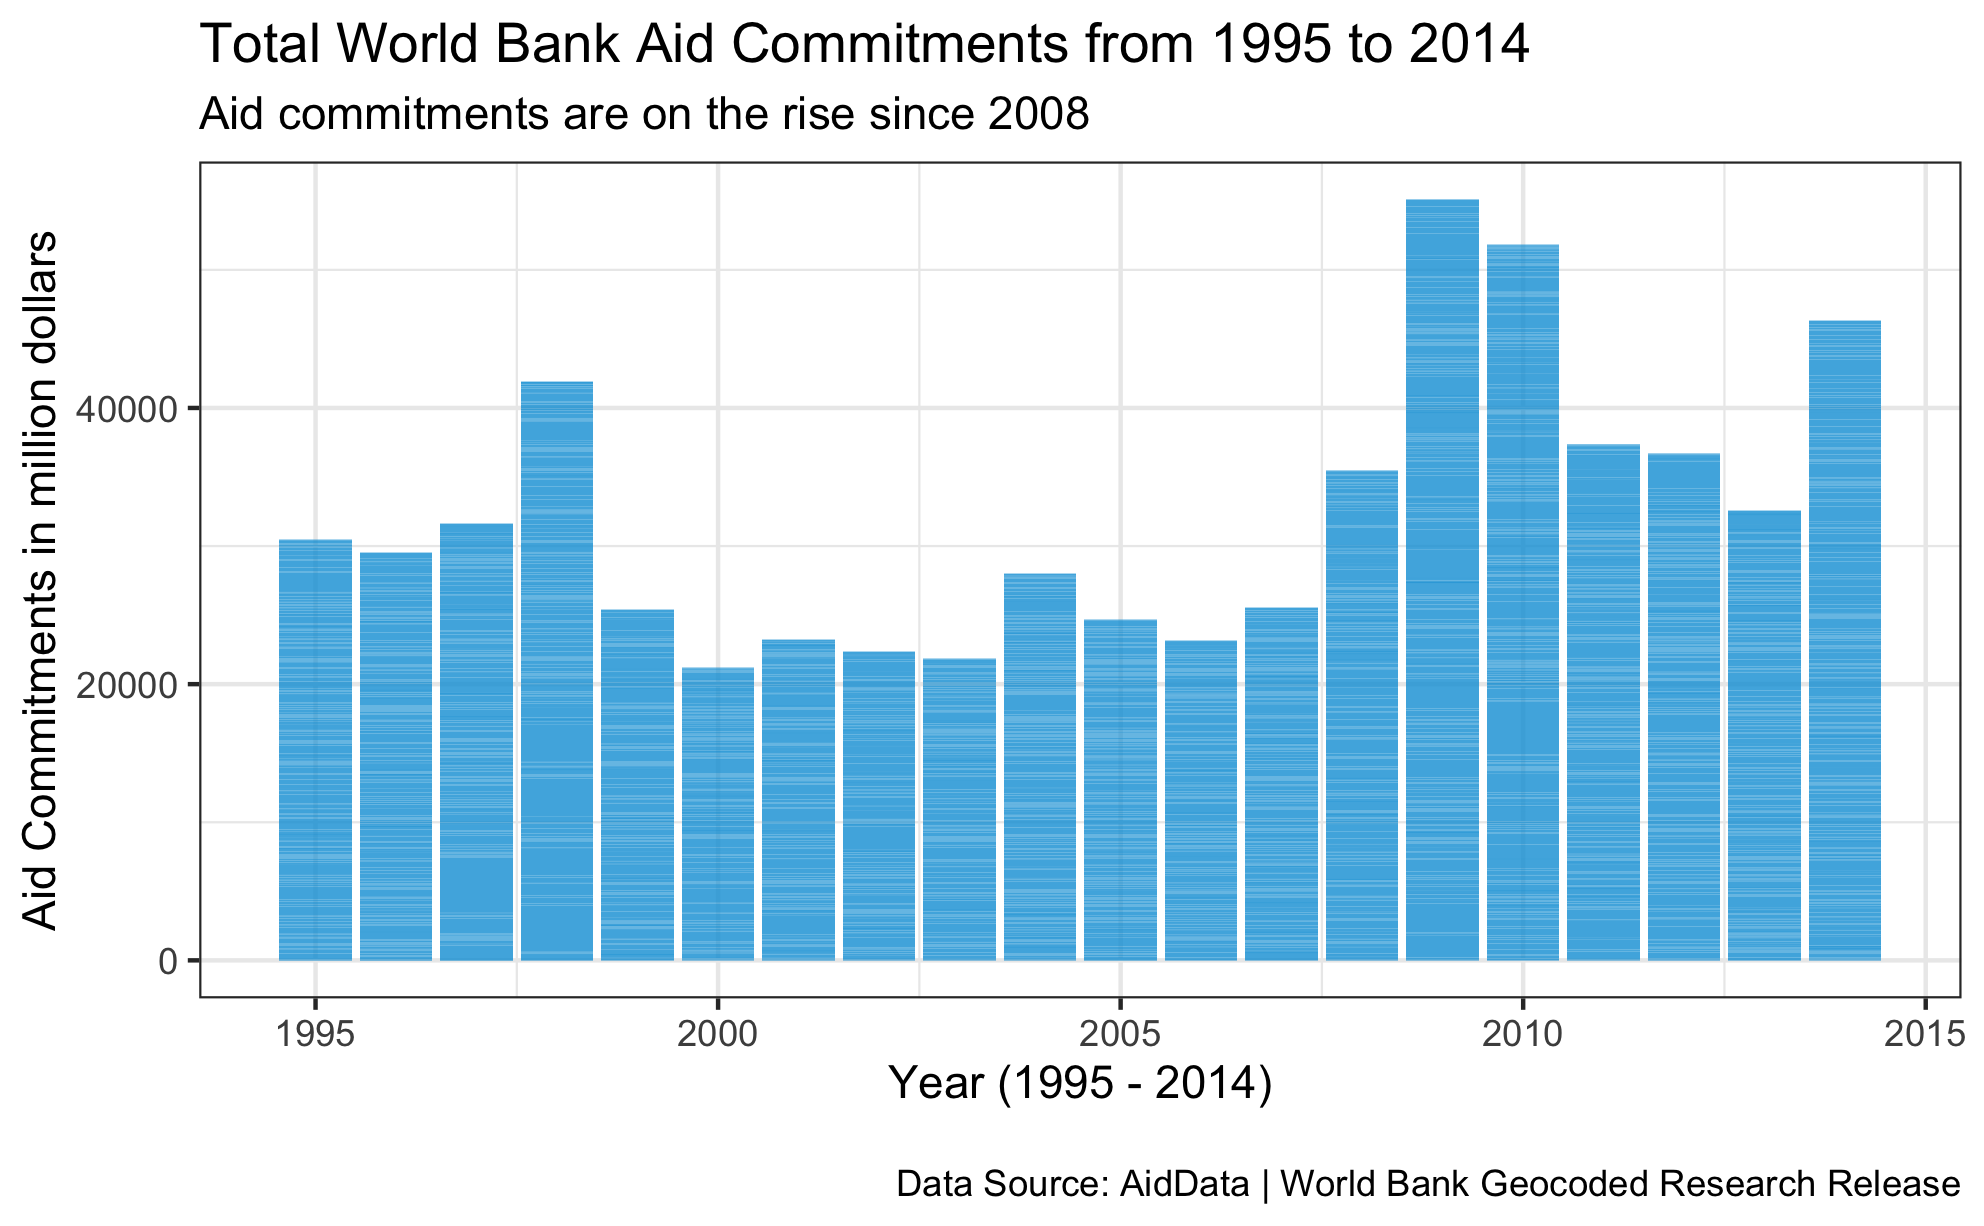 Total World Bank Aid Commitments from 1995 to 2014
Aid commitments are on the rise since 2008
Aid Commitments in million dollars
40000
20000
0
1995 2000 2005 2010 2015
Year (1995 - 2014)
Data Source: AidData | World Bank Geocoded Research Release